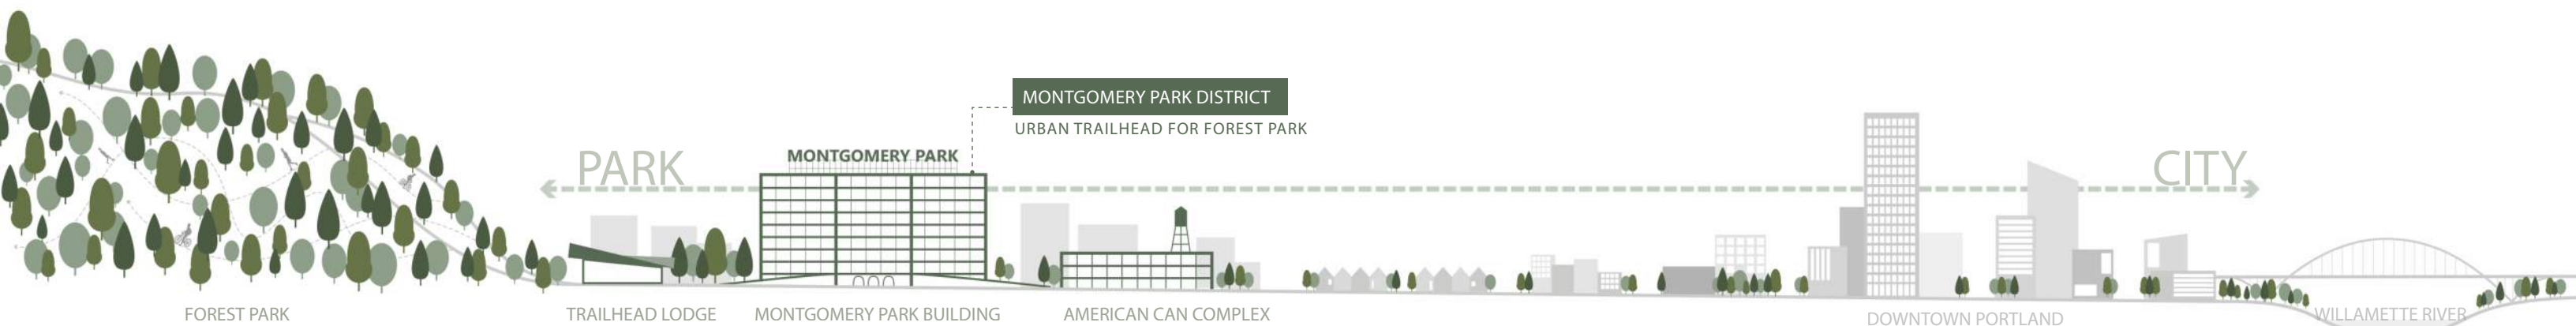 MONTGOMERY PARK DISTRICT
URBAN TRAILHEAD FOR FOREST PARK
PARK
MONTGOMERY PARK
CITY
FOREST PARK
TRAILHEAD LODGE
MONTGOMERY PARK BUILDING
AMERICAN CAN COMPLEX
DOWNTOWN PORTLAND
WILLAMETTE RIVER